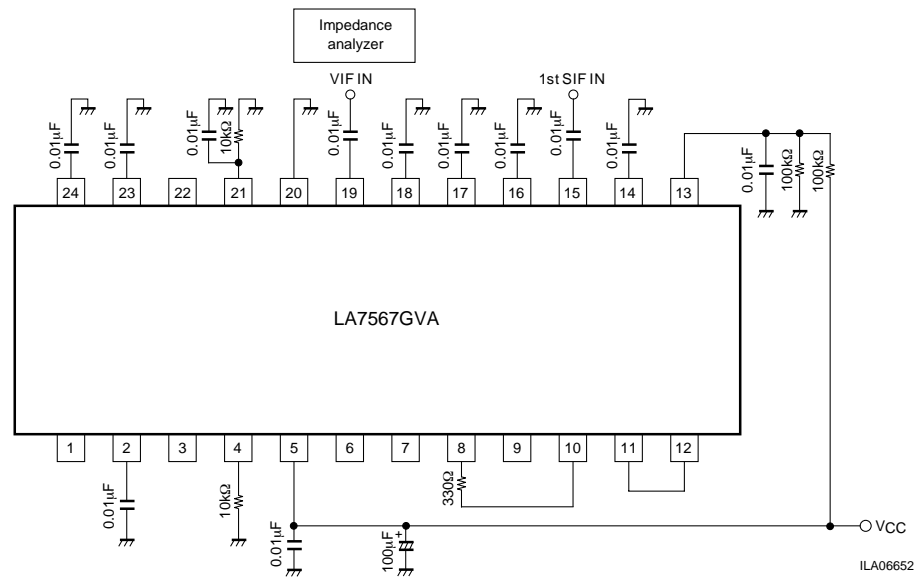 Impedance
analyzer
VIF IN
1st SIF IN
0.01µF
0.01µF
0.01µF
10kΩ
0.01µF
0.01µF
0.01µF
0.01µF
0.01µF
0.01µF
0.01µF
100kΩ
100kΩ
24 23 22 21 20 19 18 17 16 15 14 13
LA7567GVA
1 2 3 4 5 6 7 8 9 10 11 12
0.01µF
10kΩ
330Ω
0.01µF
100µF
+
VCC
ILA06652